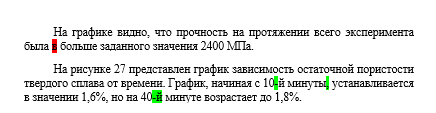 На графике видно, что прочность на протяжении всего эксперимента
была в больше заданного значения 2400 МПа.
На рисунке 27 представлен график зависимость остаточной пористости
твердого сплава от времени. График, начиная с 10-й минуты, устанавливается
в значении 1,6%, но на 40-й минуте возрастает до 1,8%.